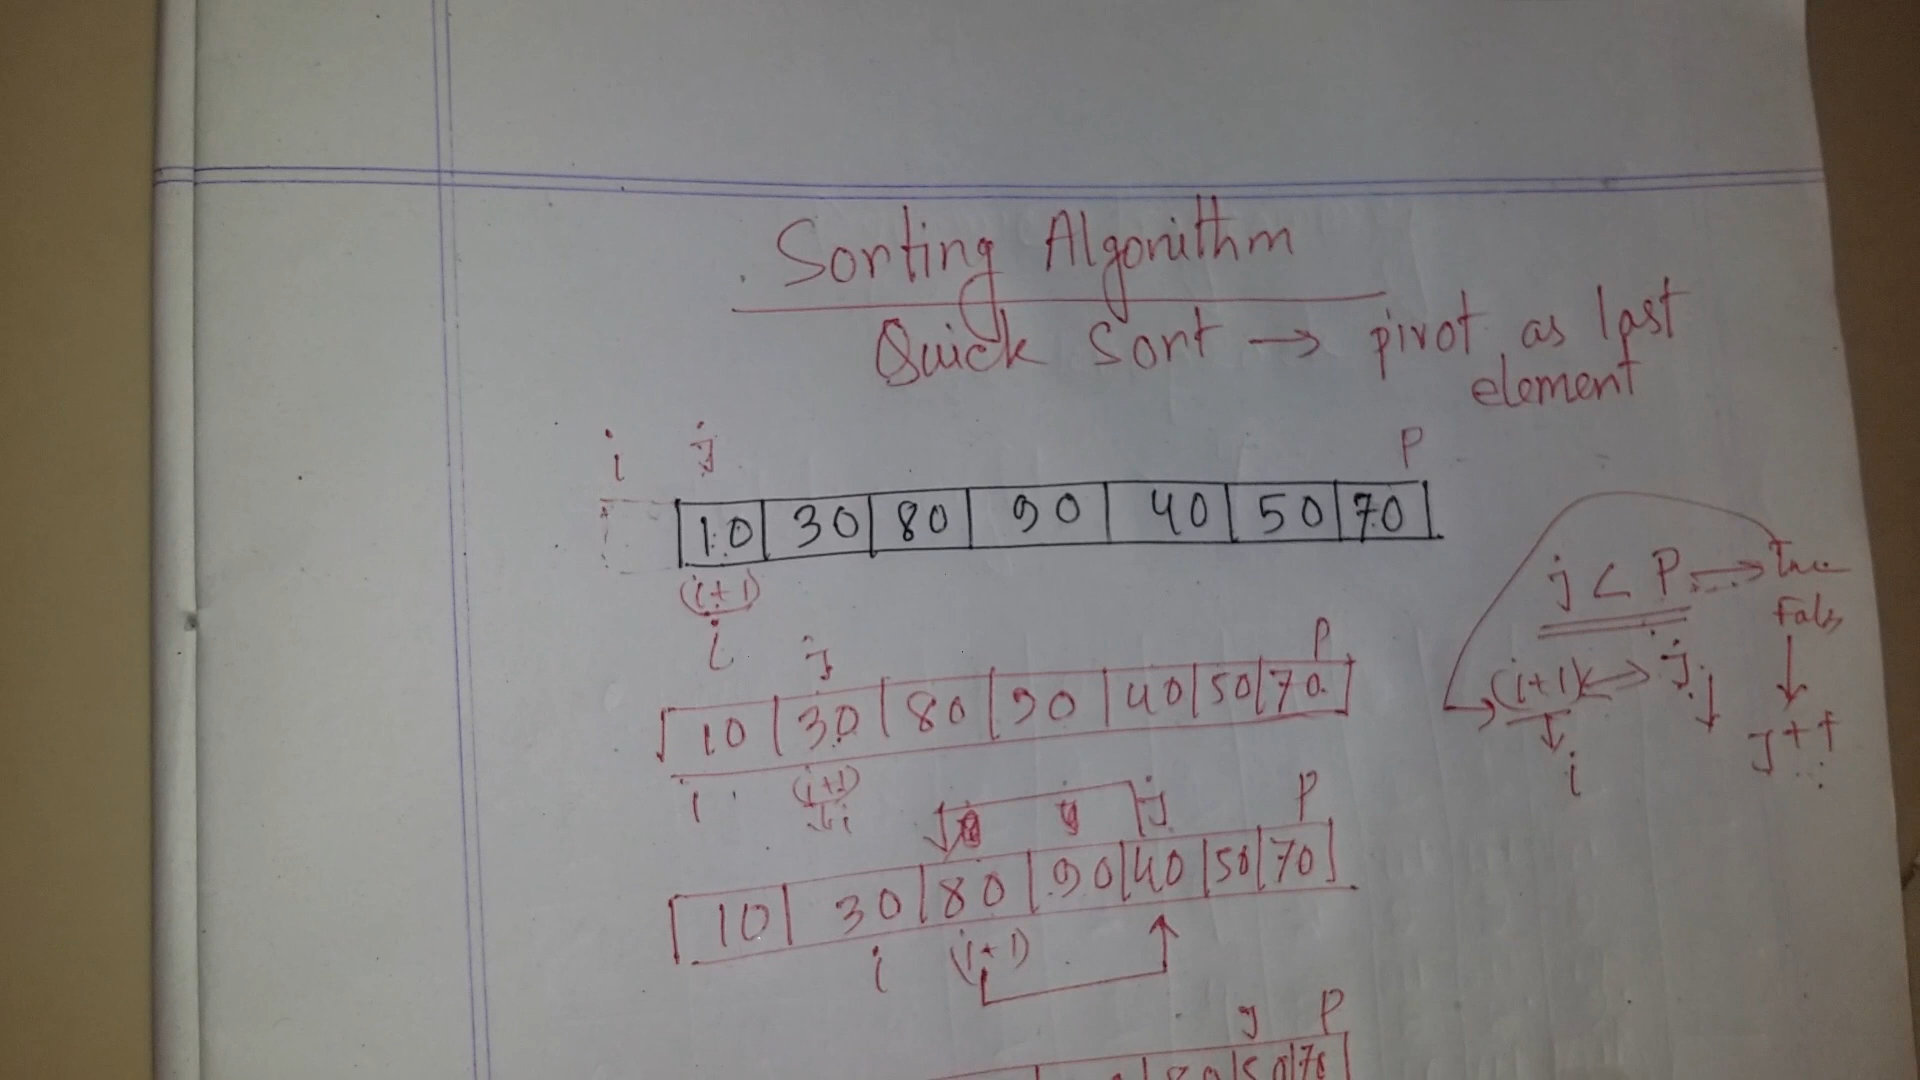 Sorting Algorithm
Quick Sort → pivot as last
element
i j P
10 30 80 90 40 50 70
(i+1)
i j P
10 30 80 90 40 50 70
i (i+1)
i
j P
10 30 80 90 40 50 70
i (i+1)
j P
j < P → True
Fals
(i+1) ↔ j
↓ ↓ ↓
i j++